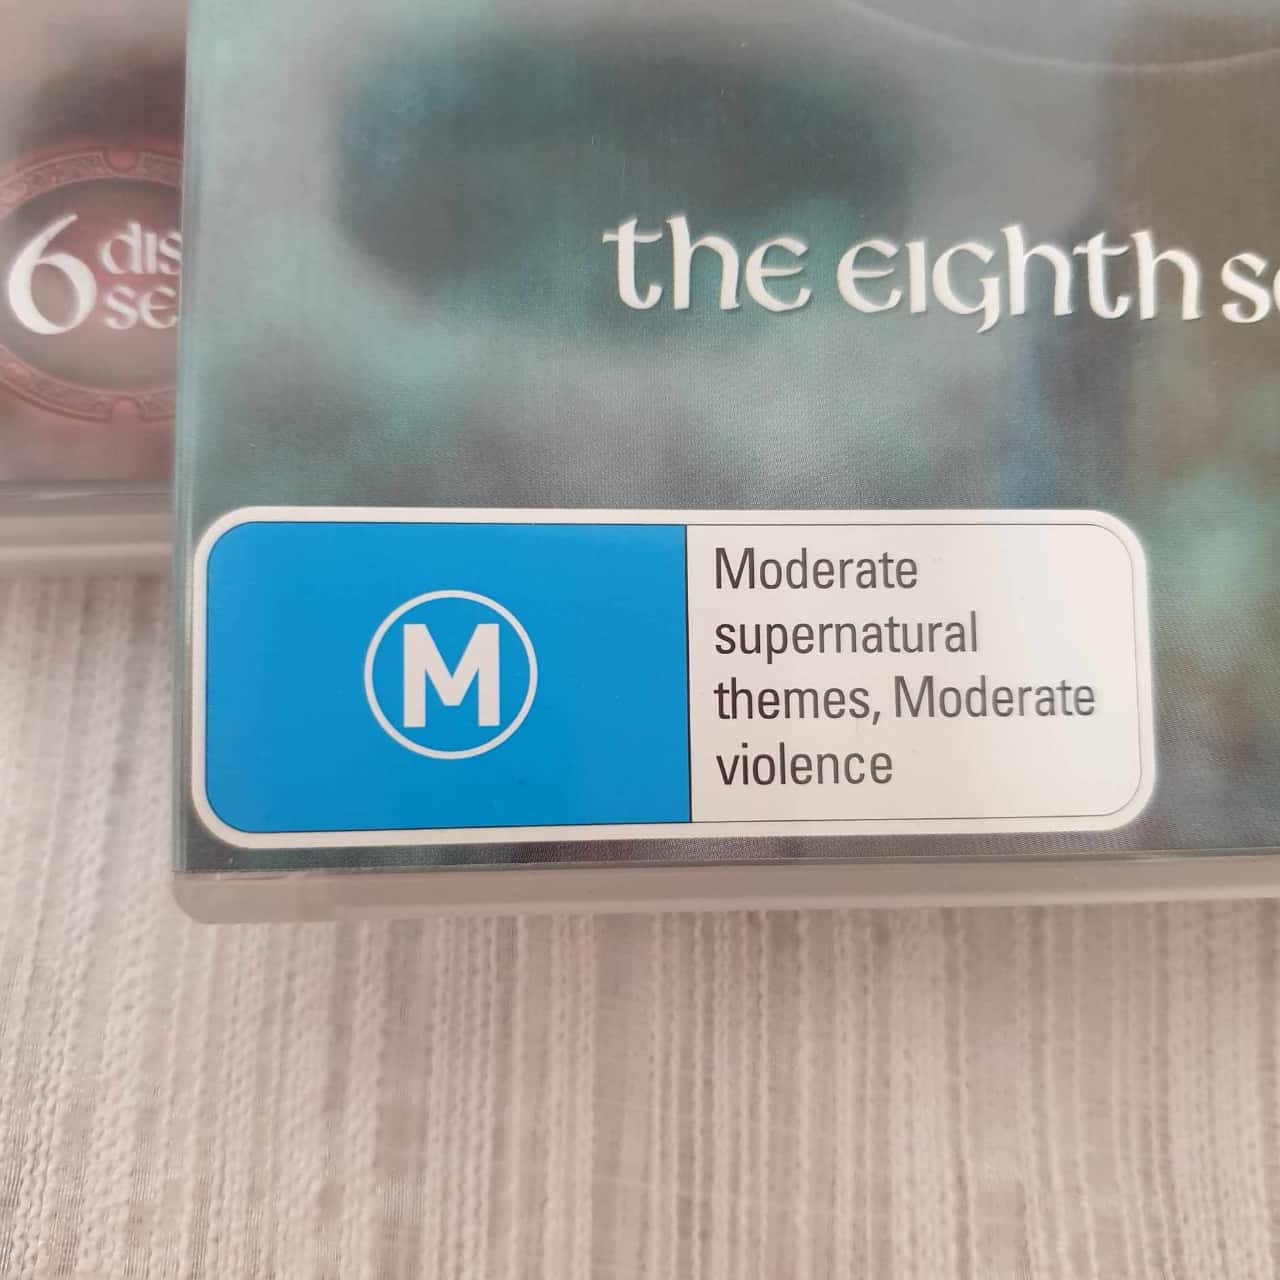 6 dis
se
the eighth se
M
Moderate
supernatural
themes, Moderate
violence